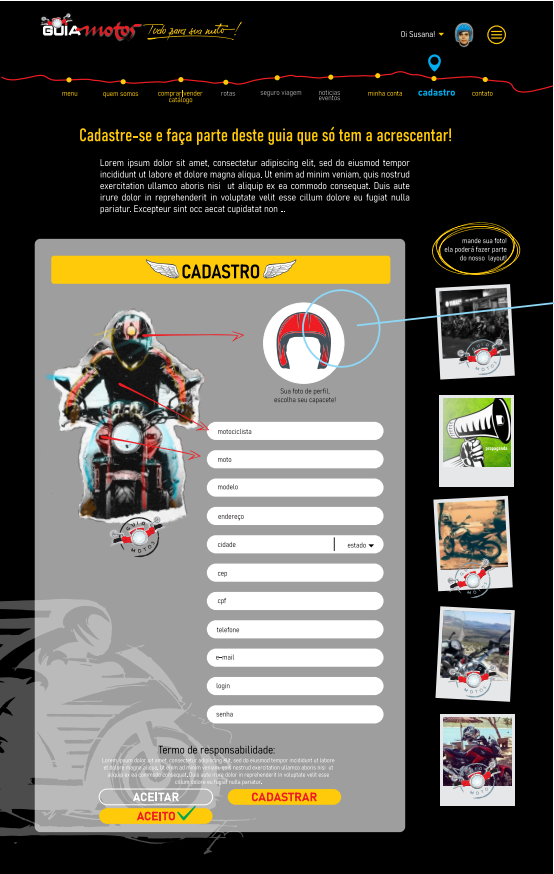 GUIA motos Tudo para sua moto!
Oi Susana!
menu
quem somos
comprar|vender
catálogo
rotas
seguro viagem
notícias
eventos
minha conta
cadastro
contato
Cadastre-se e faça parte deste guia que só tem a acrescentar!
Lorem ipsum dolor sit amet, consectetur adipiscing elit, sed do eiusmod tempor
incididunt ut labore et dolore magna aliqua. Ut enim ad minim veniam, quis nostrud
exercitation ullamco aboris nisi ut aliquip ex ea commodo consequat. Duis aute
irure dolor in reprehenderit in voluptate velit esse cillum dolore eu fugiat nulla
pariatur. Excepteur sint occ aecat cupidatat non ...
mande sua foto!
ela poderá fazer parte
do nosso layout!
CADASTRO
Sua foto de perfil,
escolha seu capacete!
motociclista
moto
modelo
endereço
cidade
estado
cep
cpf
telefone
e-mail
login
senha
GUIA
MOTOS
propaganda
Termo de responsabilidade:
Lorem ipsum dolor sit amet, consectetur adipiscing elit, sed do eiusmod tempor incididunt ut labore
et dolore magna aliqua. Ut enim ad minim veniam, quis nostrud exercitation ullamco aboris nisi ut
aliquip ex ea commodo consequat. Duis aute irure dolor in reprehenderit in voluptate velit esse
cillum dolore eu fugiat nulla pariatur.
ACEITAR
CADASTRAR
ACEITO